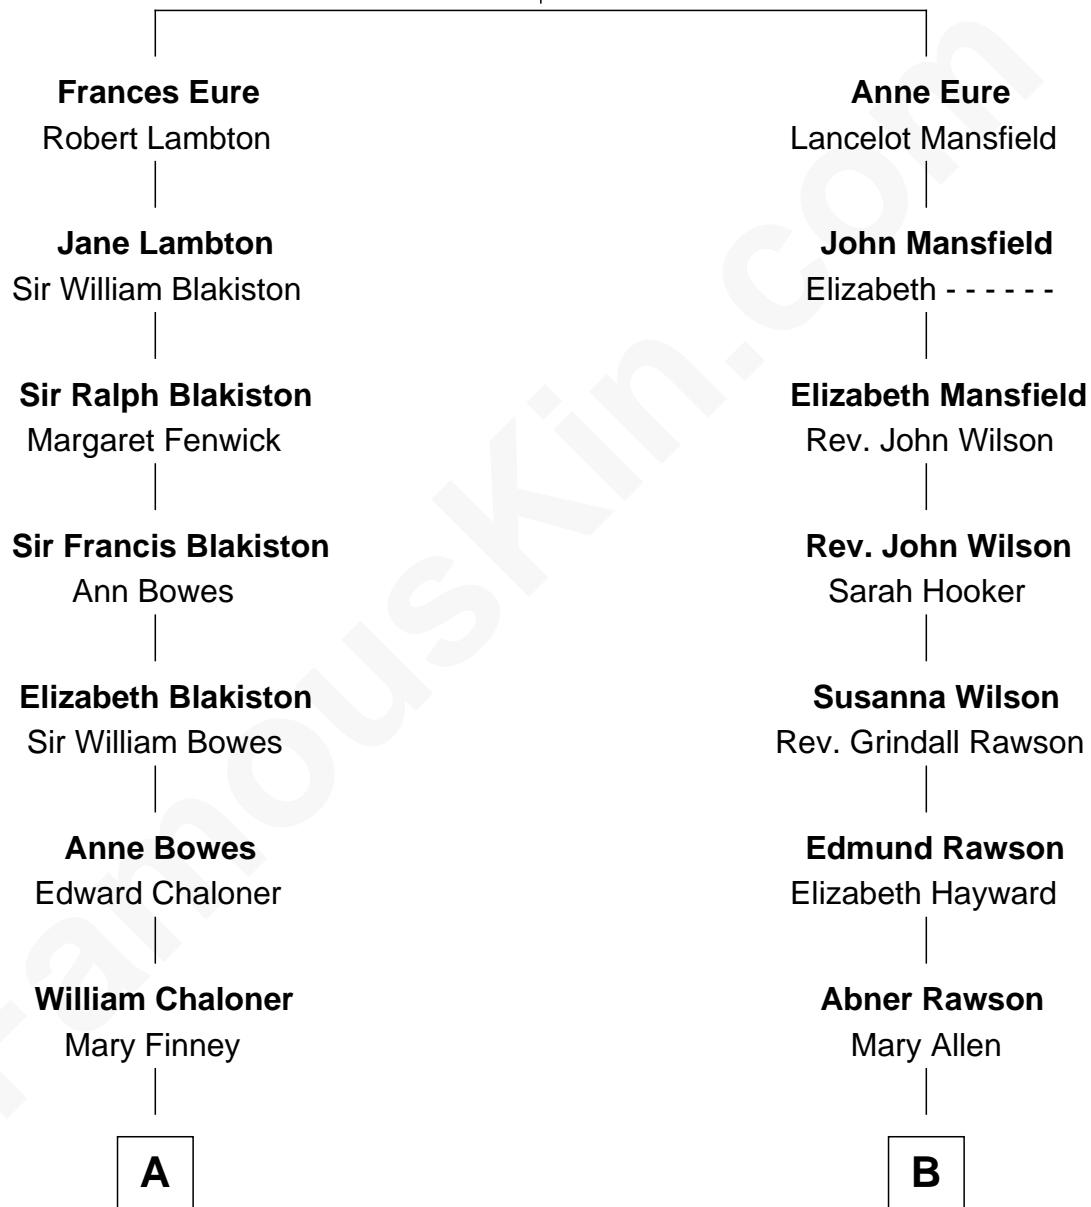 Frances Eure
Robert Lambton
Jane Lambton
Sir William Blakiston
Sir Ralph Blakiston
Margaret Fenwick
Sir Francis Blakiston
Ann Bowes
Elizabeth Blakiston
Sir William Bowes
Anne Bowes
Edward Chaloner
William Chaloner
Mary Finney
A
Anne Eure
Lancelot Mansfield
John Mansfield
Elizabeth - - - - - -
Elizabeth Mansfield
Rev. John Wilson
Rev. John Wilson
Sarah Hooker
Susanna Wilson
Rev. Grindall Rawson
Edmund Rawson
Elizabeth Hayward
Abner Rawson
Mary Allen
B
FamousKin.com